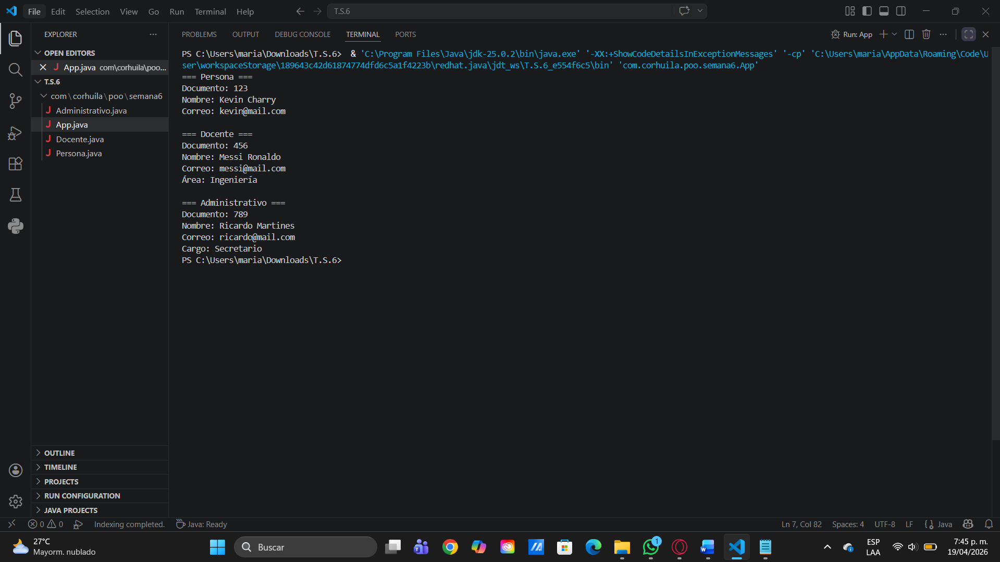 File Edit Selection View Go Run Terminal Help
T.S.6
EXPLORER
OPEN EDITORS
App.java com\corhuila\poo...
T.S.6
com\corhuila\poo\semana6
Administrativo.java
App.java
Docente.java
Persona.java
OUTLINE
TIMELINE
PROJECTS
RUN CONFIGURATION
JAVA PROJECTS
PROBLEMS OUTPUT DEBUG CONSOLE TERMINAL PORTS
Run: App
PS C:\Users\maria\Downloads\T.S.6>  & 'C:\Program Files\Java\jdk-25.0.2\bin\java.exe' '-XX:+ShowCodeDetailsInExceptionMessages' '-cp' 'C:\Users\maria\AppData\Roaming\Code\U
ser\workspaceStorage\189643c42d61874774dfd6c5a1f4223b\redhat.java\jdt_ws\T.S.6_e554f6c5\bin' 'com.corhuila.poo.semana6.App'
=== Persona ===
Documento: 123
Nombre: Kevin Charry
Correo: kevin@mail.com
=== Docente ===
Documento: 456
Nombre: Messi Ronaldo
Correo: messi@mail.com
Área: Ingeniería
=== Administrativo ===
Documento: 789
Nombre: Ricardo Martines
Correo: ricardo@mail.com
Cargo: Secretario
PS C:\Users\maria\Downloads\T.S.6>
0 0 Indexing completed. Java: Ready
Ln 7, Col 82 Spaces: 4 UTF-8 LF Java
27°C
Mayorm. nublado
Buscar
1
ESP
LAA
7:45 p. m.
19/04/2026